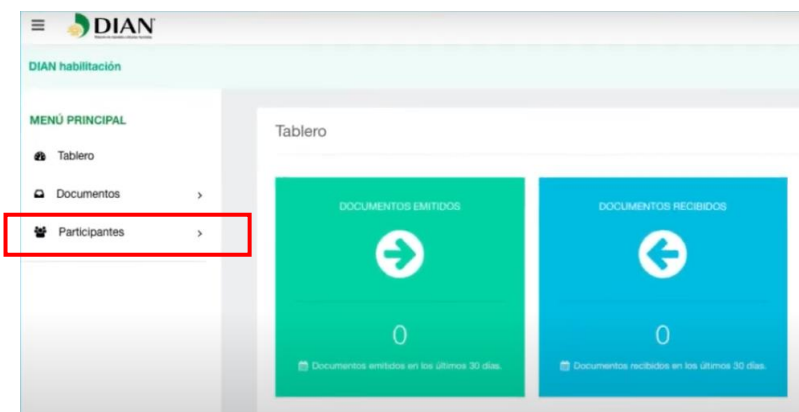 DIAN
DIAN habilitación
MENÚ PRINCIPAL
Tablero
Documentos
Participantes
Tablero
DOCUMENTOS EMITIDOS
0
Documentos emitidos en los últimos 30 días.
DOCUMENTOS RECIBIDOS
0
Documentos recibidos en los últimos 30 días.